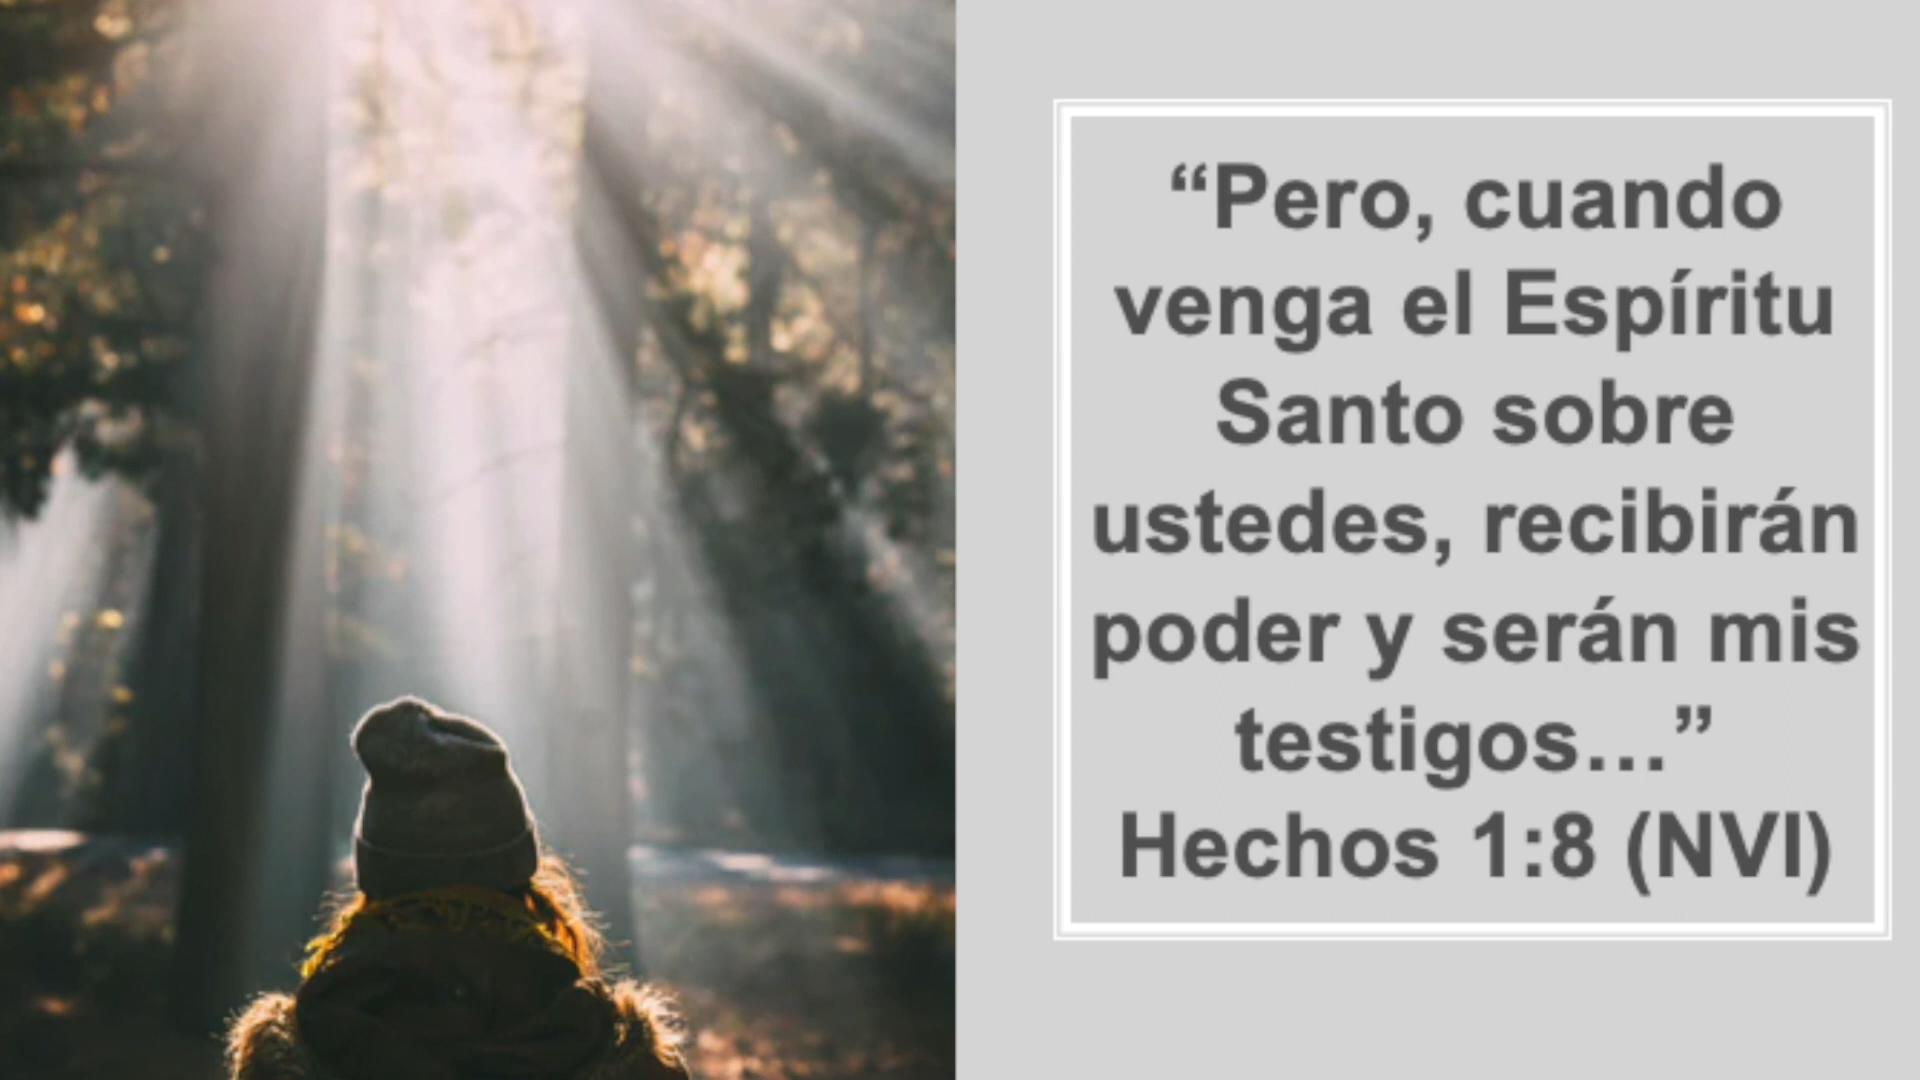 “Pero, cuando
venga el Espíritu
Santo sobre
ustedes, recibirán
poder y serán mis
testigos…”
Hechos 1:8 (NVI)